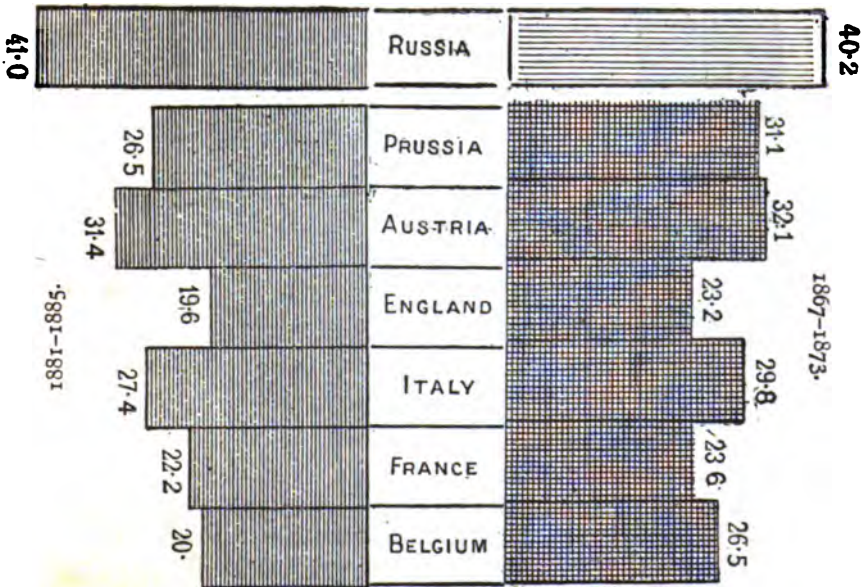 41·0
RUSSIA
40·2
26·5
PRUSSIA
31·1
31·4
AUSTRIA
32·1
19·6
ENGLAND
23·2
27·4
ITALY
29·8
22·2
FRANCE
23 6
20·
BELGIUM
26·5
1881-1885.
1867-1873.